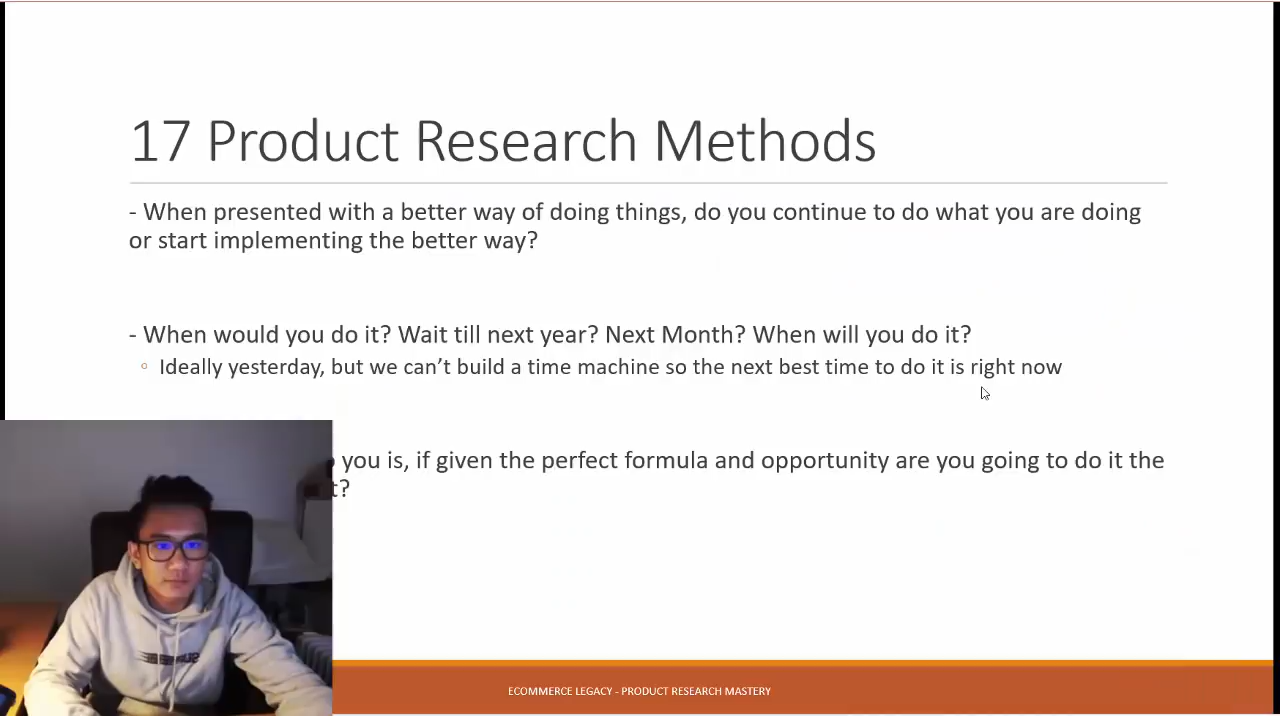 17 Product Research Methods
- When presented with a better way of doing things, do you continue to do what you are doing
or start implementing the better way?
- When would you do it? Wait till next year? Next Month? When will you do it?
Ideally yesterday, but we can’t build a time machine so the next best time to do it is right now
you is, if given the perfect formula and opportunity are you going to do it the
ECOMMERCE LEGACY - PRODUCT RESEARCH MASTERY